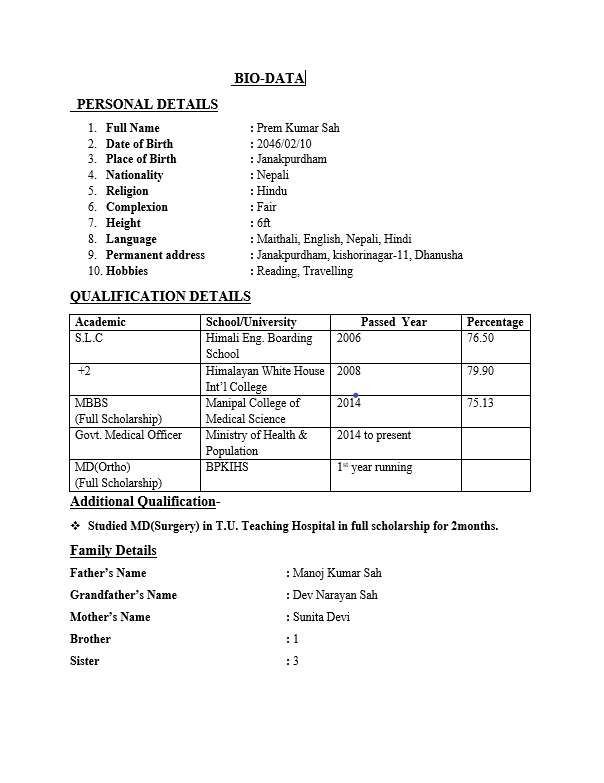 BIO-DATA
PERSONAL DETAILS
1. Full Name : Prem Kumar Sah
2. Date of Birth : 2046/02/10
3. Place of Birth : Janakpurdham
4. Nationality : Nepali
5. Religion : Hindu
6. Complexion : Fair
7. Height : 6ft
8. Language : Maithali, English, Nepali, Hindi
9. Permanent address : Janakpurdham, kishorinagar-11, Dhanusha
10. Hobbies : Reading, Travelling
QUALIFICATION DETAILS
Academic School/University Passed Year Percentage
S.L.C Himali Eng. Boarding School 2006 76.50
+2 Himalayan White House Int'l College 2008 79.90
MBBS (Full Scholarship) Manipal College of Medical Science 2014 75.13
Govt. Medical Officer Ministry of Health & Population 2014 to present
MD(Ortho) (Full Scholarship) BPKIHS 1st year running
Additional Qualification-
❖ Studied MD(Surgery) in T.U. Teaching Hospital in full scholarship for 2months.
Family Details
Father's Name : Manoj Kumar Sah
Grandfather's Name : Dev Narayan Sah
Mother's Name : Sunita Devi
Brother : 1
Sister : 3